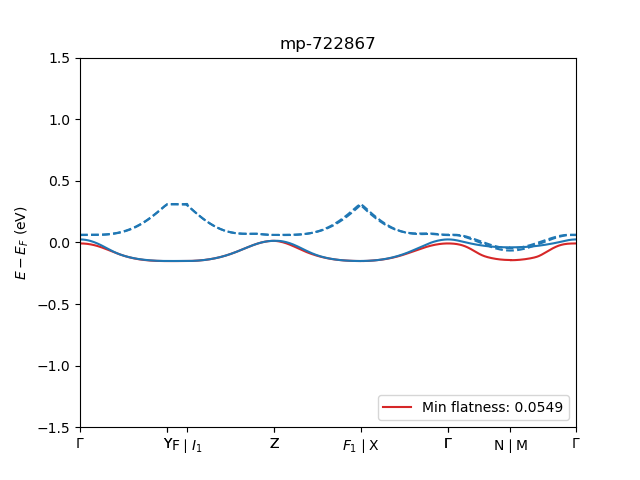 mp-722867
1.5
1.0
0.5
0.0
−0.5
−1.0
−1.5
E − E_F (eV)
Min flatness: 0.0549
Γ Y F | I₁ Z F₁ | X Γ N | M Γ